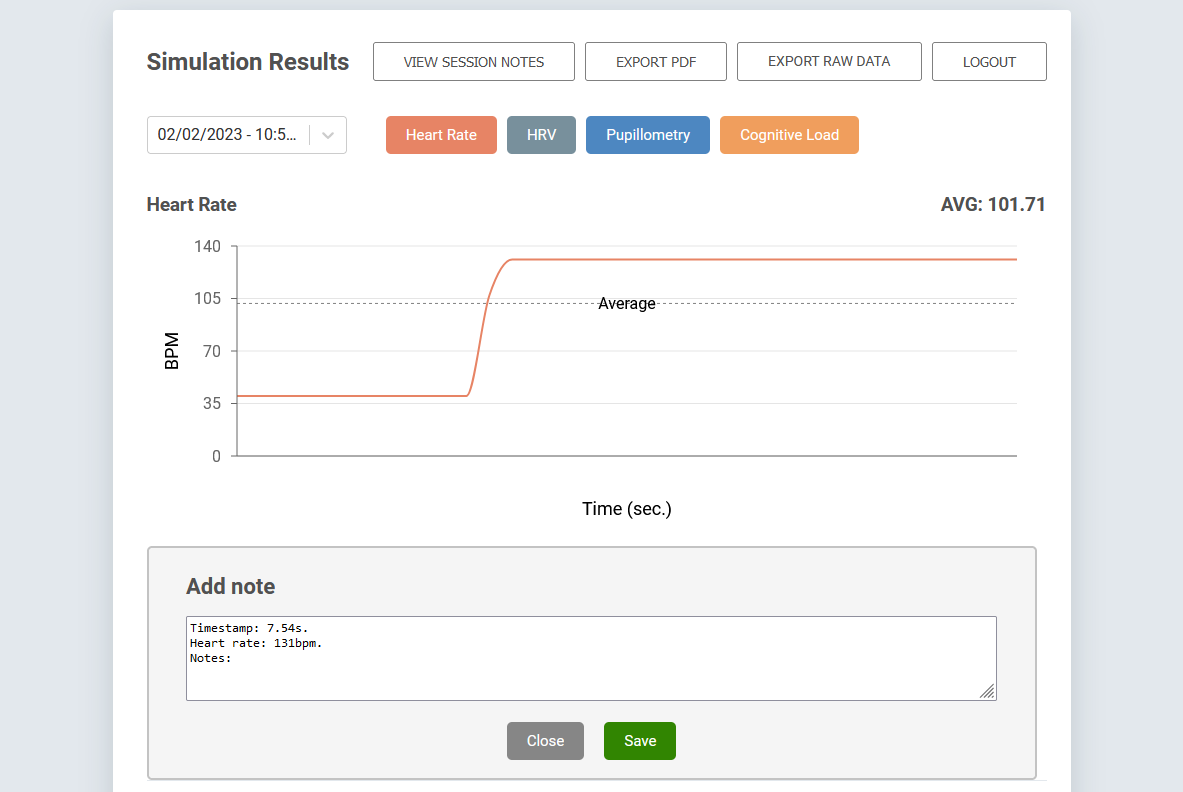 Simulation Results
VIEW SESSION NOTES
EXPORT PDF
EXPORT RAW DATA
LOGOUT
02/02/2023 - 10:5...
Heart Rate
HRV
Pupillometry
Cognitive Load
Heart Rate
AVG: 101.71
140
105
70
35
0
BPM
Average
Time (sec.)
Add note
Timestamp: 7.54s.
Heart rate: 131bpm.
Notes:
Close
Save